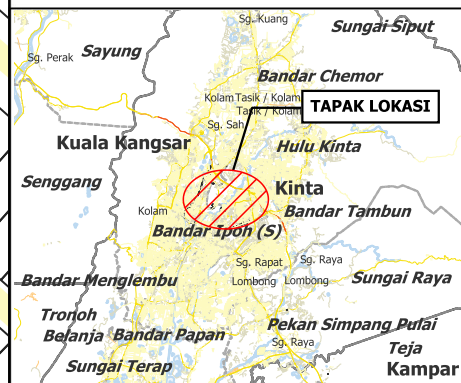 Sg. Kuang
Sungai Siput
Sayung
Sg. Perak
Bandar Chemor
Kolam Tasik / Kolam
Tasik / Kolam
TAPAK LOKASI
Sg. Sah
Kuala Kangsar
Hulu Kinta
Senggang
Kinta
Kolam
Bandar Tambun
Bandar Ipoh (S)
Sg. Rapat
Sg. Raya
Bandar Menglembu
Lombong
Lombong
Sungai Raya
Tronoh
Belanja
Bandar Papan
Pekan Simpang Pulai
Sg. Raya
Teja
Sungai Terap
Kampar